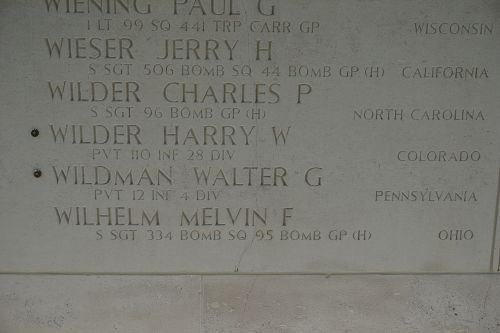 WIENING PAUL G
1 LT 99 SQ 441 TRP CARR GP WISCONSIN
WIESER JERRY H
S SGT 506 BOMB SQ 44 BOMB GP (H) CALIFORNIA
WILDER CHARLES P
S SGT 96 BOMB GP (H) NORTH CAROLINA
WILDER HARRY W
PVT 110 INF 28 DIV COLORADO
WILDMAN WALTER G
PVT 12 INF 4 DIV PENNSYLVANIA
WILHELM MELVIN F
S SGT 334 BOMB SQ 95 BOMB GP (H) OHIO